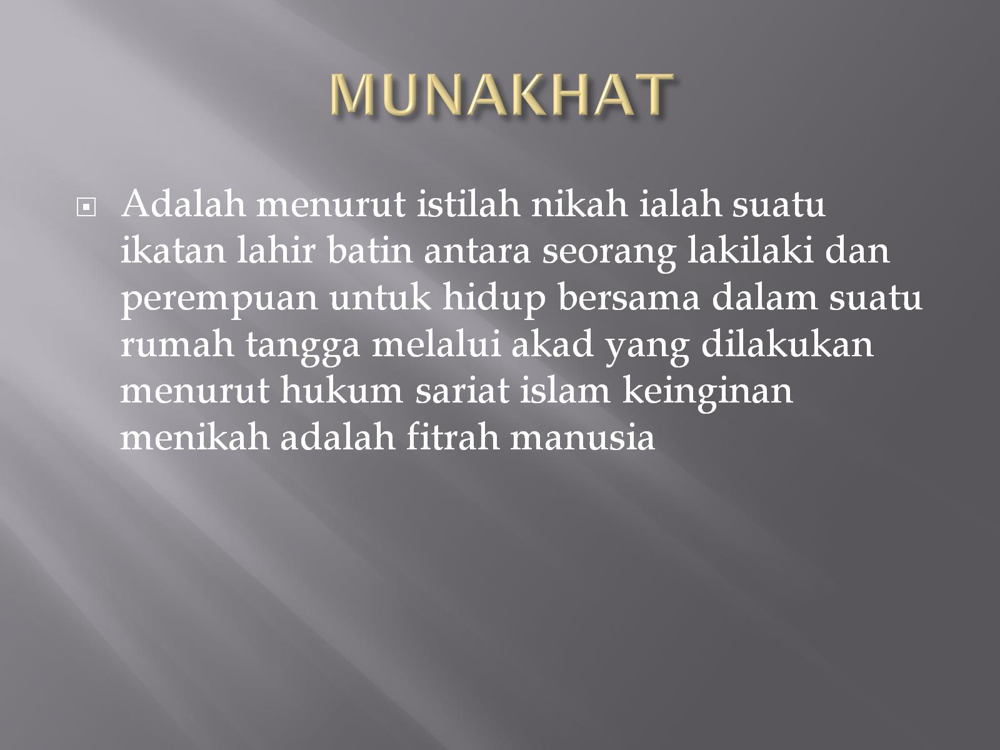 MUNAKHAT
Adalah menurut istilah nikah ialah suatu
ikatan lahir batin antara seorang lakilaki dan
perempuan untuk hidup bersama dalam suatu
rumah tangga melalui akad yang dilakukan
menurut hukum sariat islam keinginan
menikah adalah fitrah manusia